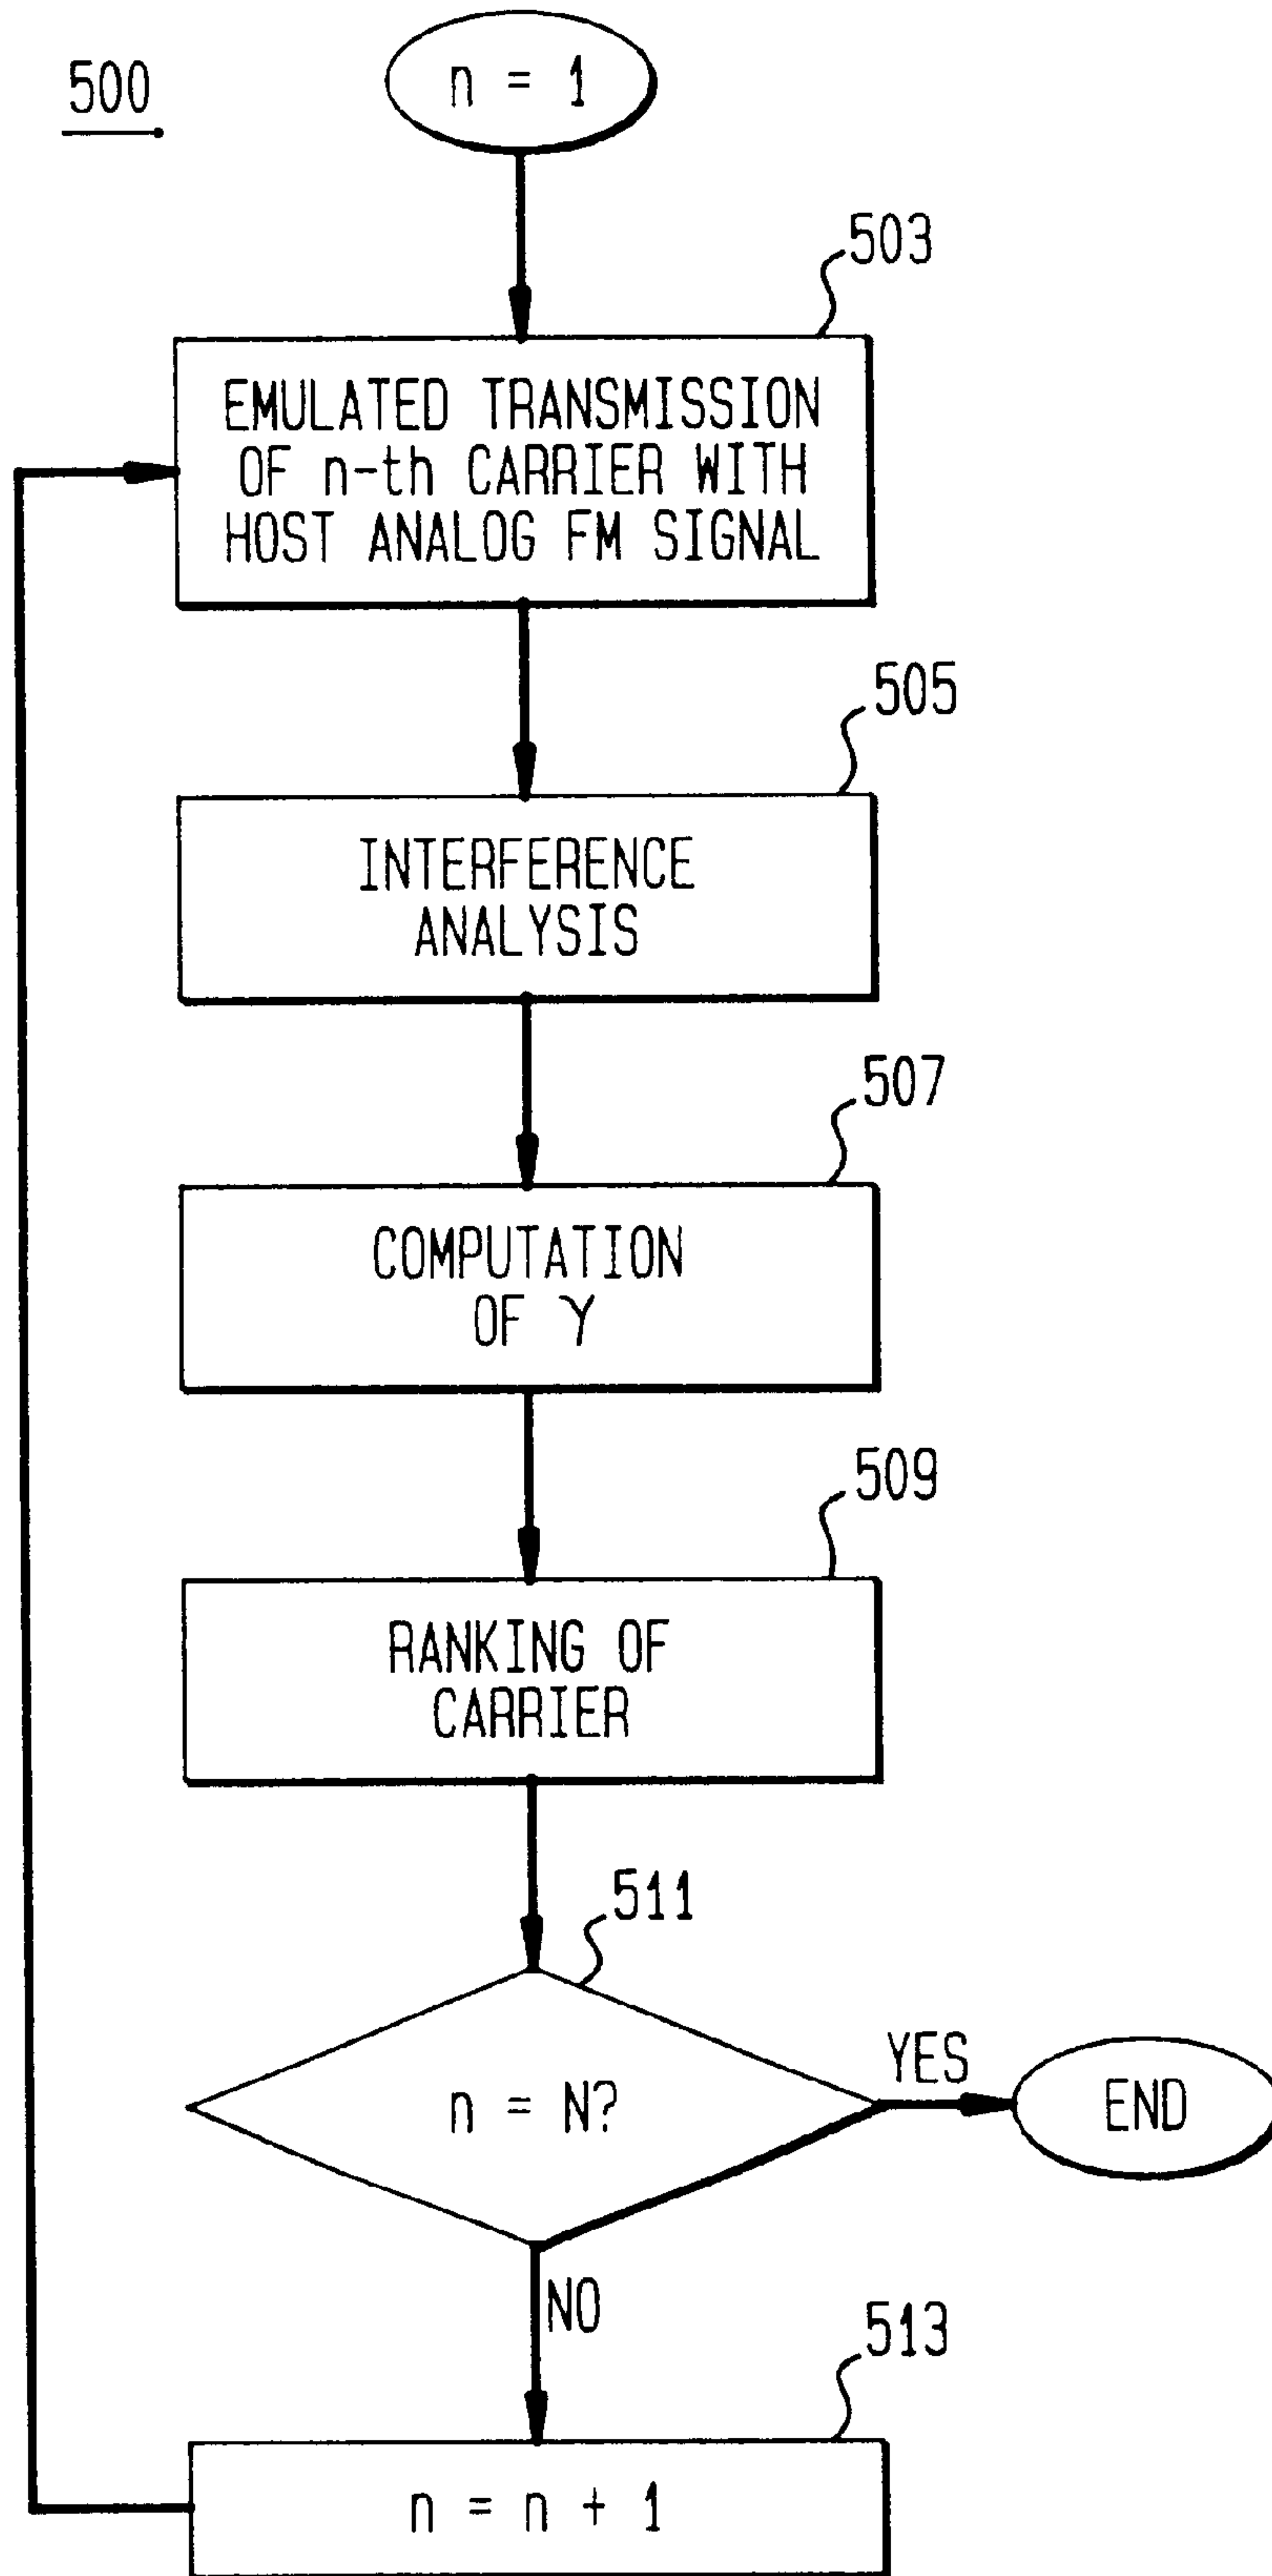 500
n = 1
503
EMULATED TRANSMISSION
OF n-th CARRIER WITH
HOST ANALOG FM SIGNAL
505
INTERFERENCE
ANALYSIS
507
COMPUTATION
OF γ
509
RANKING OF
CARRIER
511
n = N?
YES
END
NO
513
n = n + 1